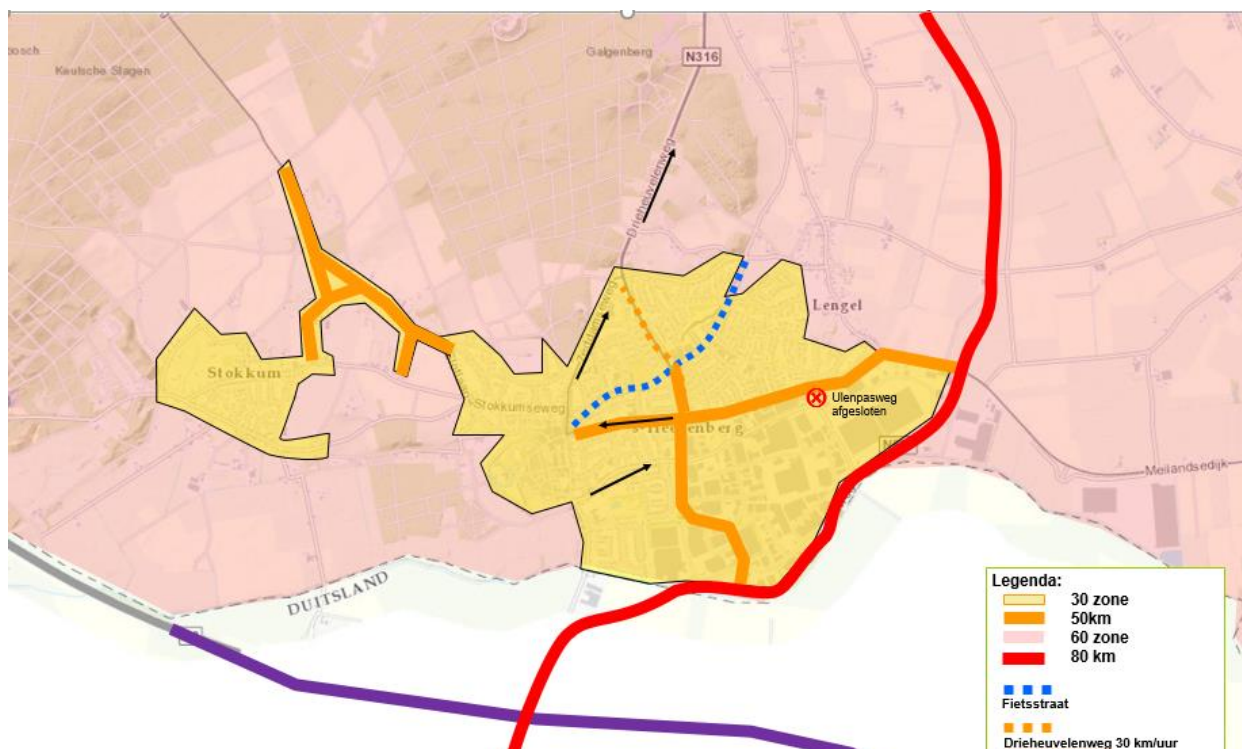 bosch
Keutsche Slagen
Galgenberg
N316
Drieheuvelenweg
Lengel
Stokkum
Stokkumseweg
Ulenpasweg
afgesloten
Meilandsedijk
DUITSLAND
Legenda:
30 zone
50km
60 zone
80 km
Fietsstraat
Drieheuvelenweg 30 km/uur